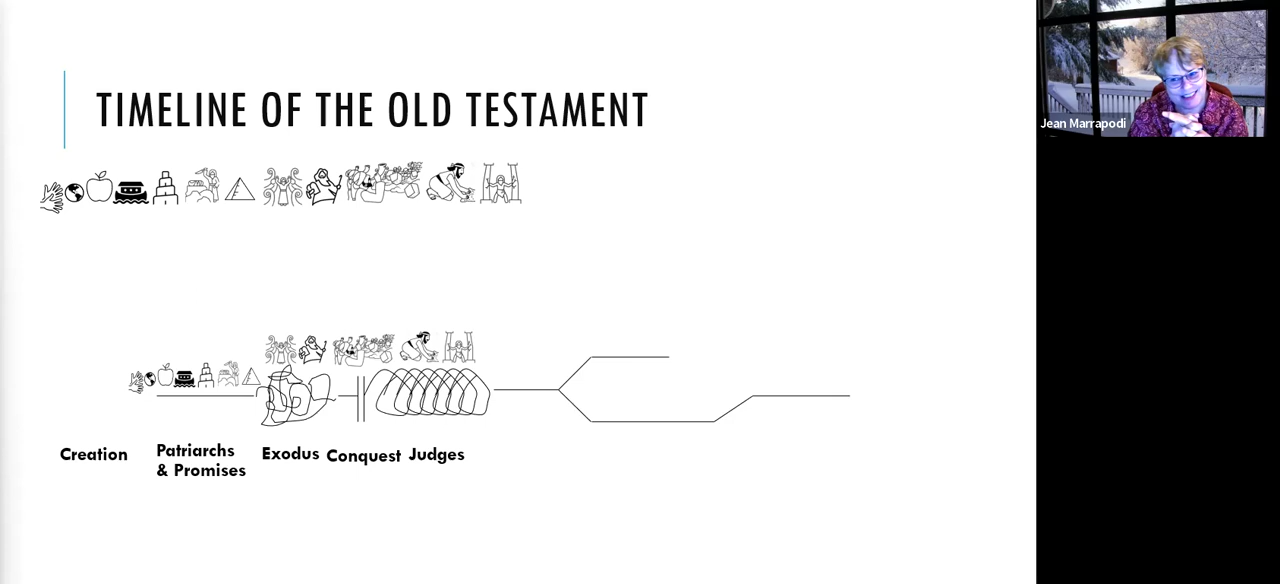 TIMELINE OF THE OLD TESTAMENT
Jean Marrapodi
Creation
Patriarchs
& Promises
Exodus
Conquest
Judges